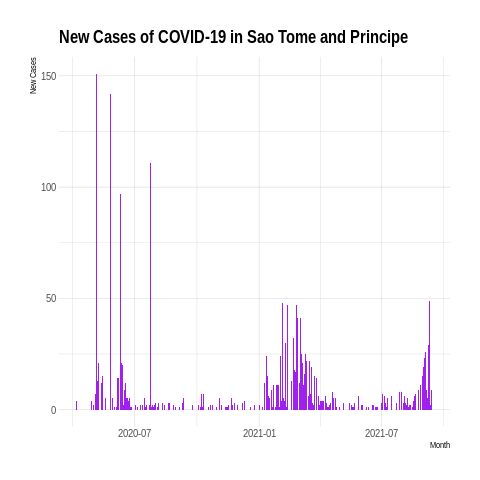 New Cases of COVID-19 in Sao Tome and Principe
New Cases
150
100
50
0
2020-07
2021-01
2021-07
Month